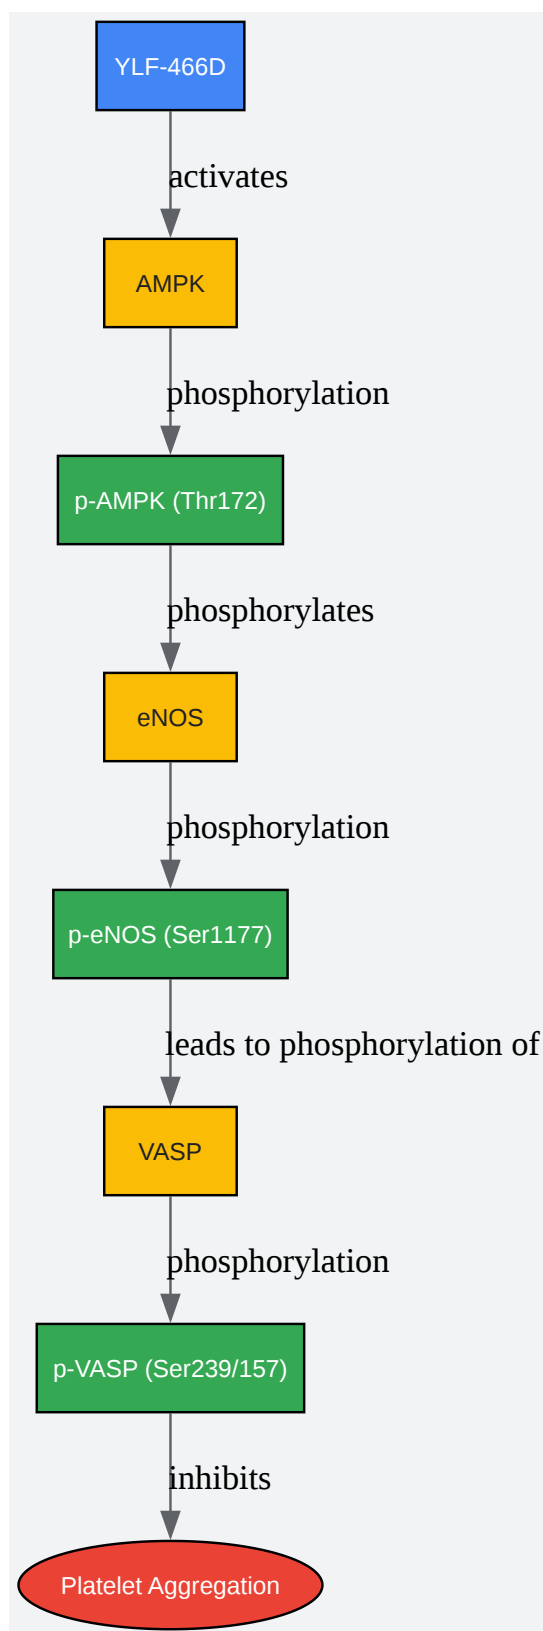 YLF-466D
activates
AMPK
phosphorylation
p-AMPK (Thr172)
phosphorylates
eNOS
phosphorylation
p-eNOS (Ser1177)
leads to phosphorylation of
VASP
phosphorylation
p-VASP (Ser239/157)
inhibits
Platelet Aggregation